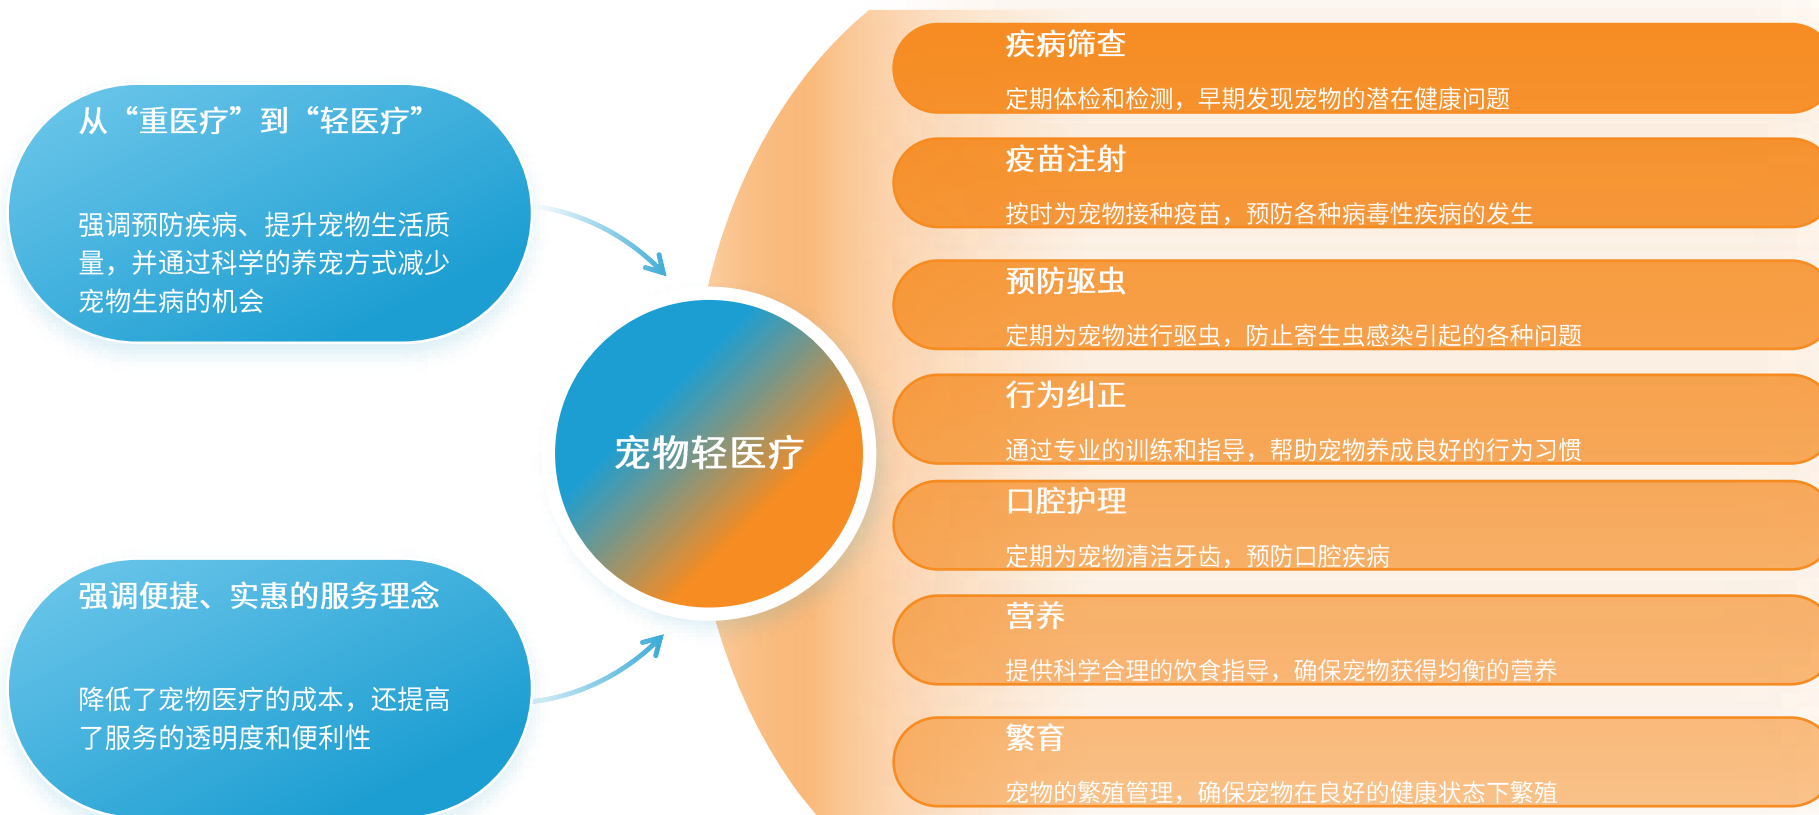 从“重医疗”到“轻医疗”
强调预防疾病、提升宠物生活质
量，并通过科学的养宠方式减少
宠物生病的机会
强调便捷、实惠的服务理念
降低了宠物医疗的成本，还提高
了服务的透明度和便利性
宠物轻医疗
疾病筛查
定期体检和检测，早期发现宠物的潜在健康问题
疫苗注射
按时为宠物接种疫苗，预防各种病毒性疾病的发生
预防驱虫
定期为宠物进行驱虫，防止寄生虫感染引起的各种问题
行为纠正
通过专业的训练和指导，帮助宠物养成良好的行为习惯
口腔护理
定期为宠物清洁牙齿，预防口腔疾病
营养
提供科学合理的饮食指导，确保宠物获得均衡的营养
繁育
宠物的繁殖管理，确保宠物在良好的健康状态下繁殖